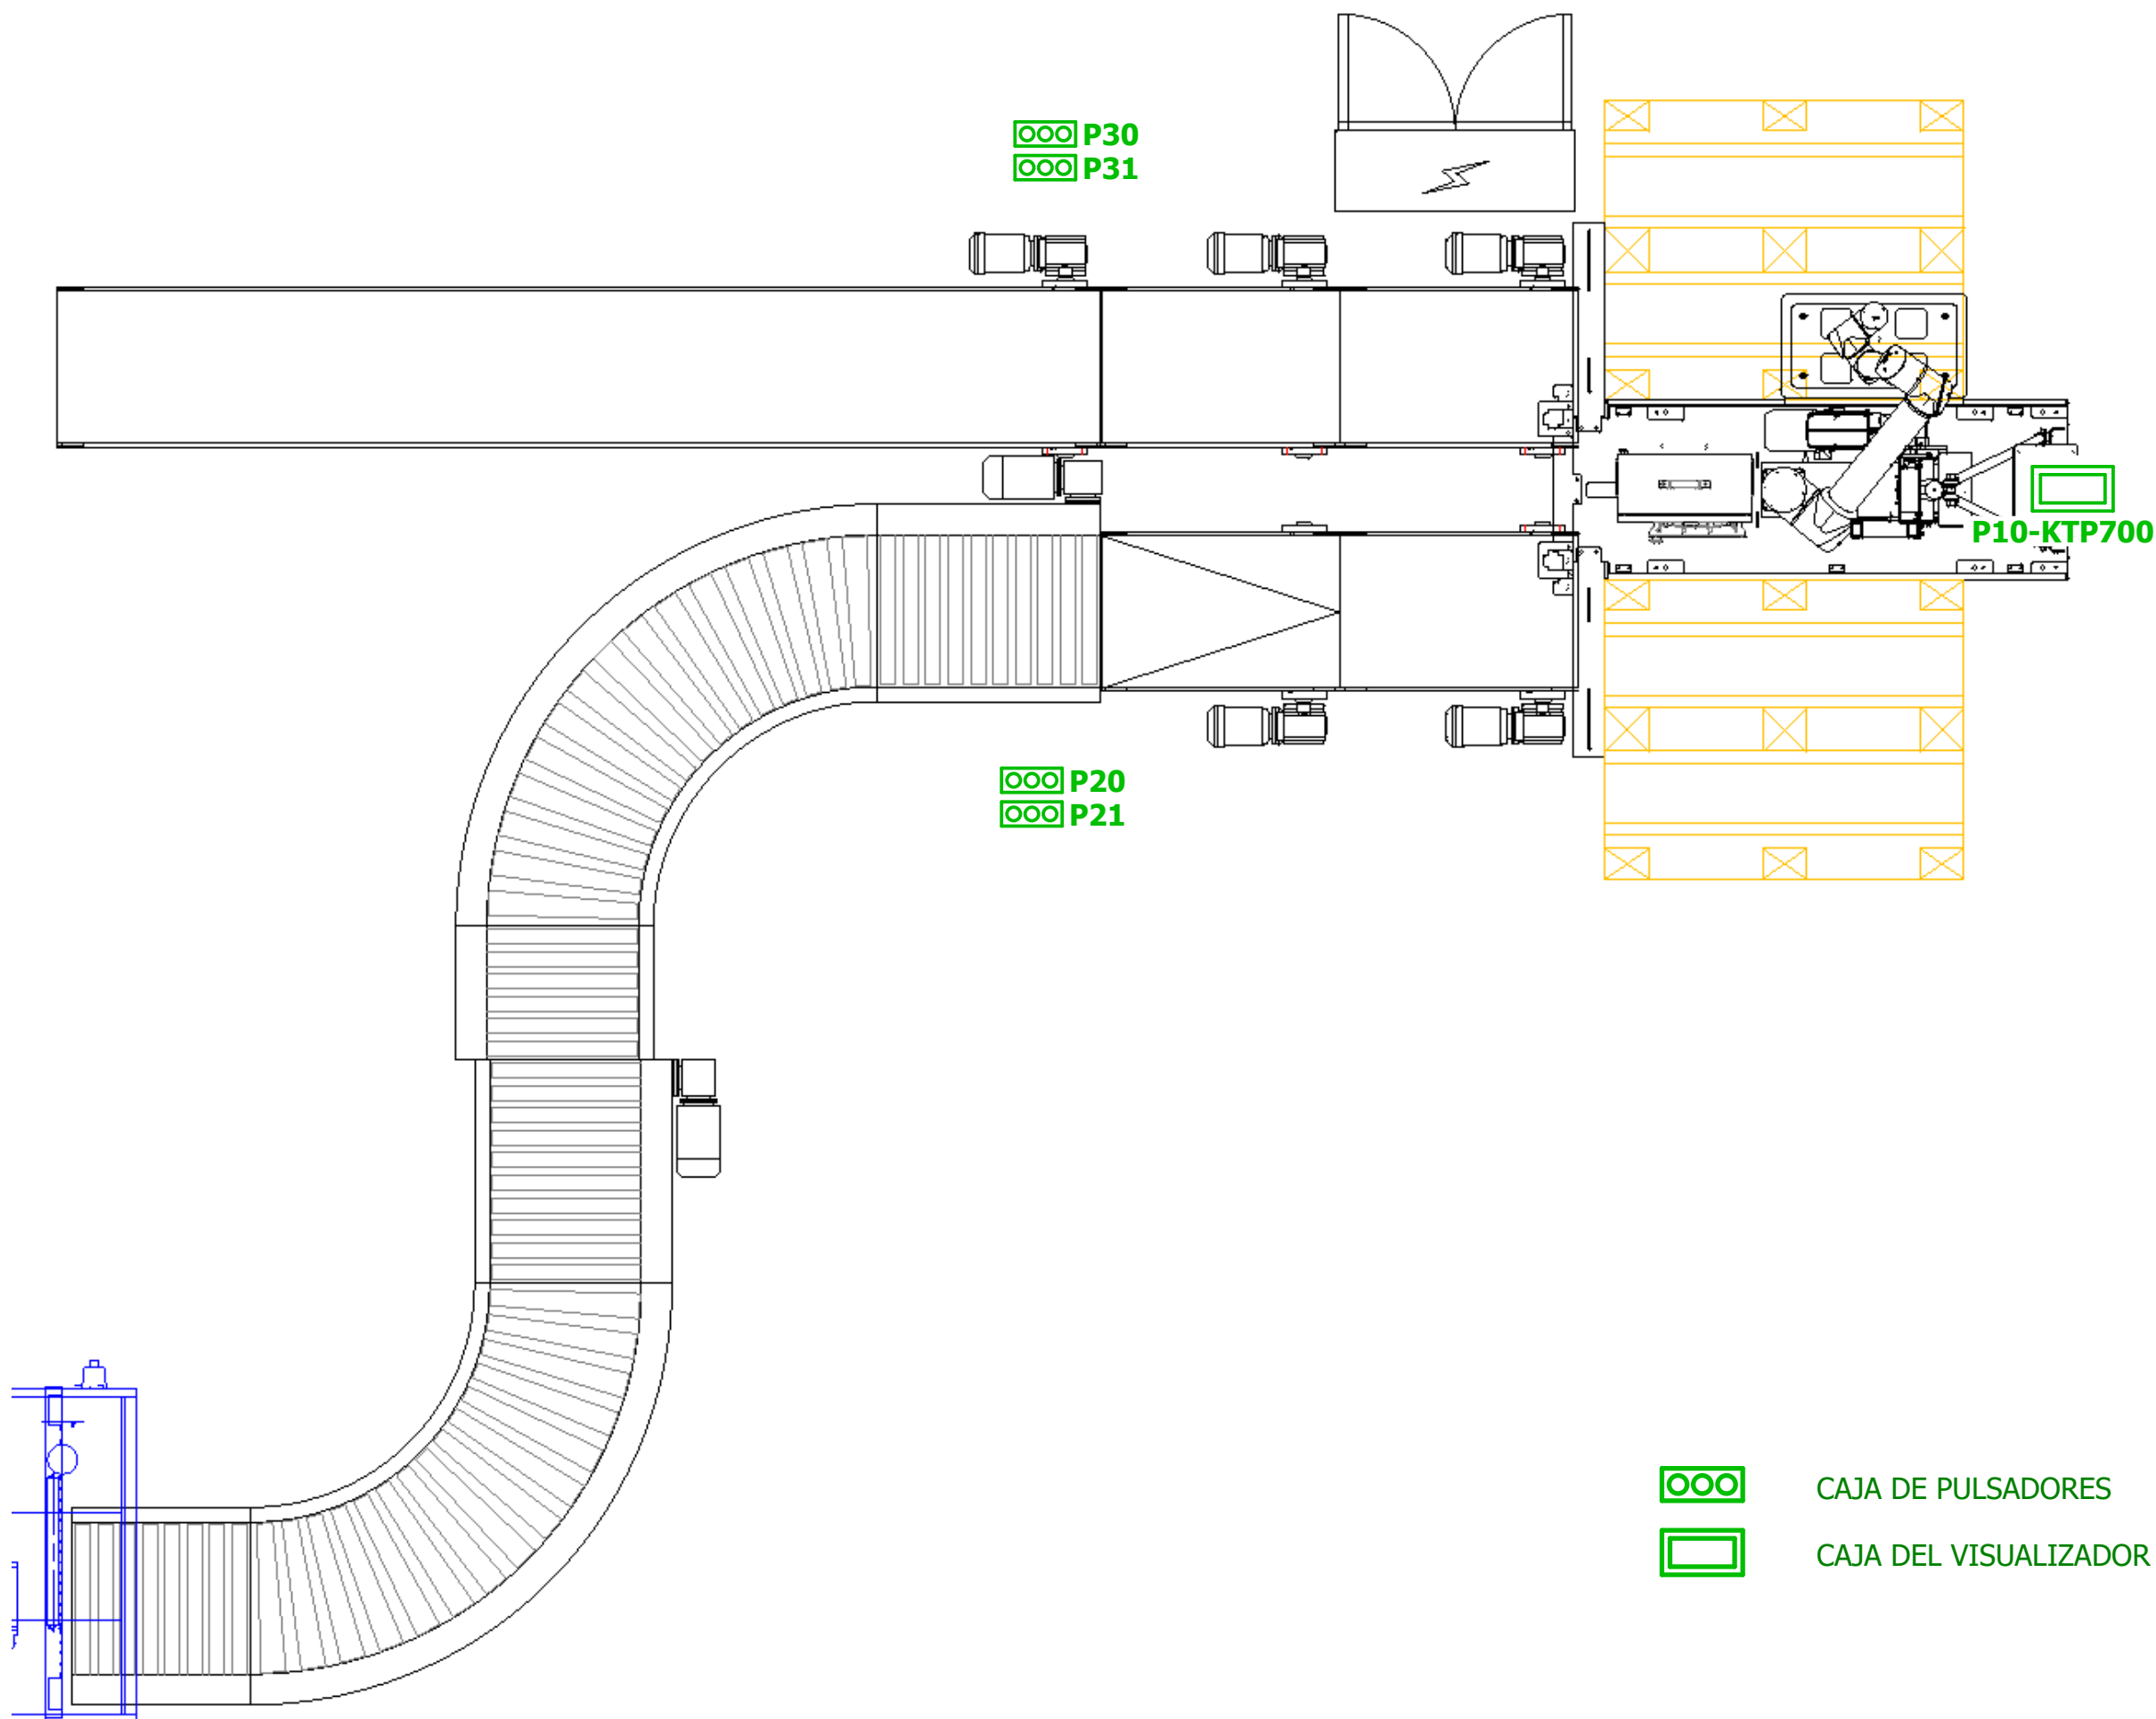 P30
P31
P10-KTP700
P20
P21
CAJA DE PULSADORES
CAJA DEL VISUALIZADOR